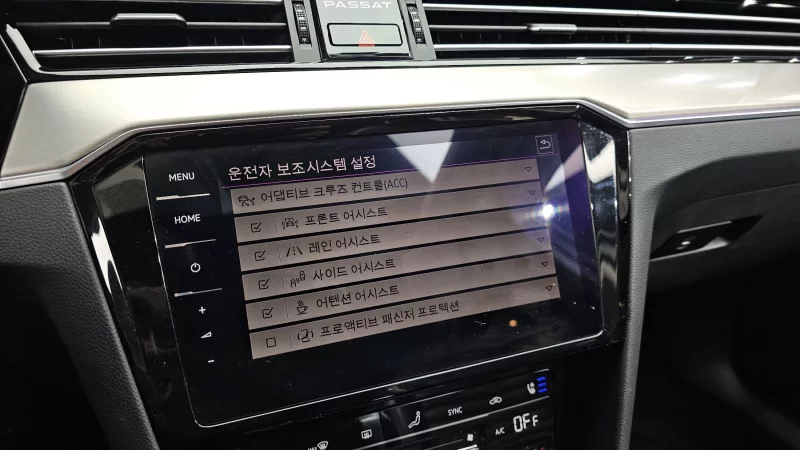 PASSAT
MENU
HOME
운전자 보조시스템 설정
어댑티브 크루즈 컨트롤(ACC)
프론트 어시스트
레인 어시스트
사이드 어시스트
어텐션 어시스트
프로액티브 패신저 프로텍션
+
-
MAX
SYNC
A/C
OFF